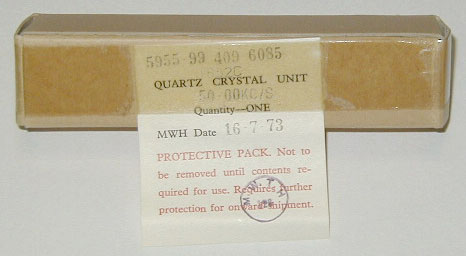 5955 99 409 6085
QUARTZ CRYSTAL UNIT
50·00KC/S
Quantity—ONE
MWH Date 16·7 73
PROTECTIVE PACK. Not to
be removed until contents re-
quired for use. Requires further
protection for onward shipment.